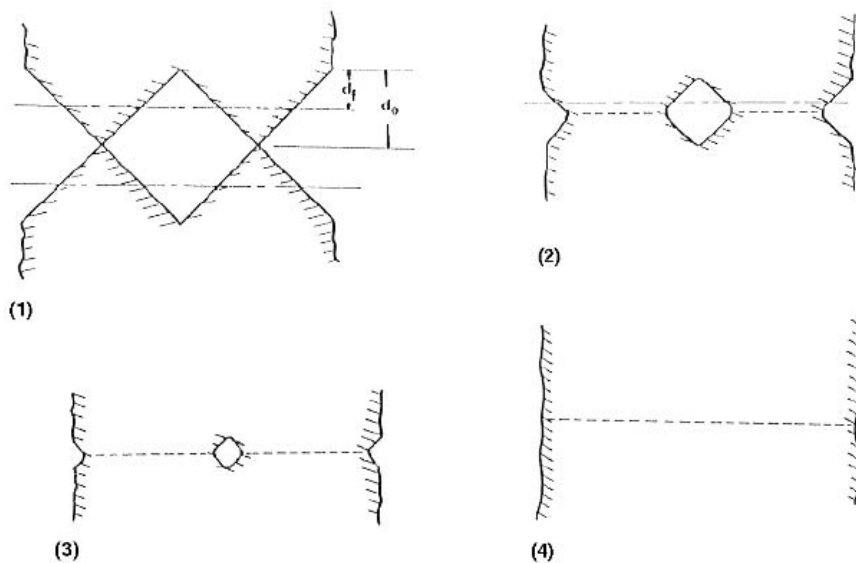 d_f
d_o
(1)
(2)
(3)
(4)